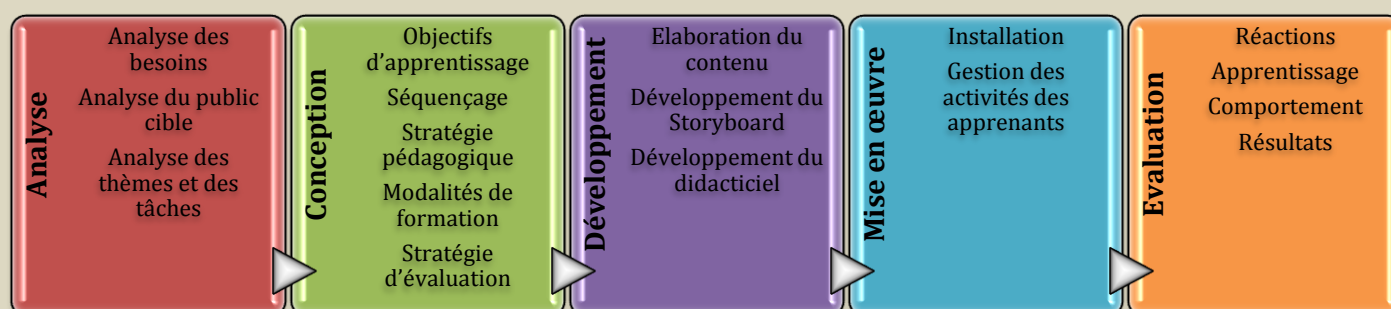 Analyse
Analyse des
besoins
Analyse du public
cible
Analyse des
thèmes et des
tâches
Conception
Objectifs
d'apprentissage
Séquençage
Stratégie
pédagogique
Modalités de
formation
Stratégie
d'évaluation
Développement
Elaboration du
contenu
Développement du
Storyboard
Développement du
didacticiel
Mise en œuvre
Installation
Gestion des
activités des
apprenants
Evaluation
Réactions
Apprentissage
Comportement
Résultats